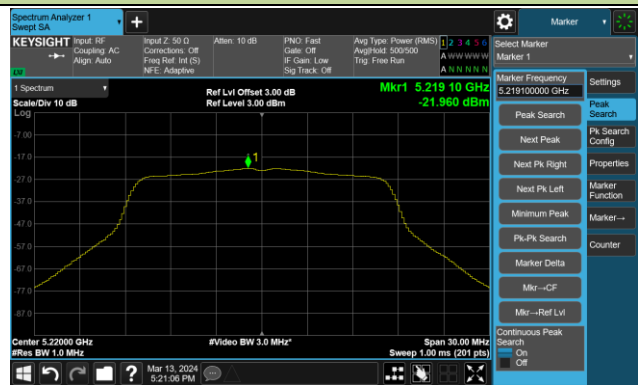 Spectrum Analyzer 1
Swept SA
Marker
KEYSIGHT
Input: RF
Coupling: AC
Align: Auto
Input Z: 50 Ω
Corrections: Off
Freq Ref: Int (S)
NFE: Adaptive
Atten: 10 dB
PNO: Fast
Gate: Off
IF Gain: Low
Sig Track: Off
Avg Type: Power (RMS)
Avg|Hold: 500/500
Trig: Free Run
1 2 3 4 5 6
A W W W W W
A N N N N N
LV
Select Marker
Marker 1
1 Spectrum
Scale/Div 10 dB
Log
Ref Lvl Offset 3.00 dB
Ref Level 3.00 dBm
Mkr1 5.219 10 GHz
-21.960 dBm
-7.00
-17.0
-27.0
-37.0
-47.0
-57.0
-67.0
-77.0
-87.0
1
Center 5.22000 GHz
#Res BW 1.0 MHz
#Video BW 3.0 MHz*
Span 30.00 MHz
Sweep 1.00 ms (201 pts)
Marker Frequency
5.219100000 GHz
Peak Search
Next Peak
Next Pk Right
Next Pk Left
Minimum Peak
Pk-Pk Search
Marker Delta
Mkr→CF
Mkr→Ref Lvl
Continuous Peak
Search
On
Off
Settings
Peak
Search
Pk Search
Config
Properties
Marker
Function
Marker→
Counter
Mar 13, 2024
5:21:06 PM